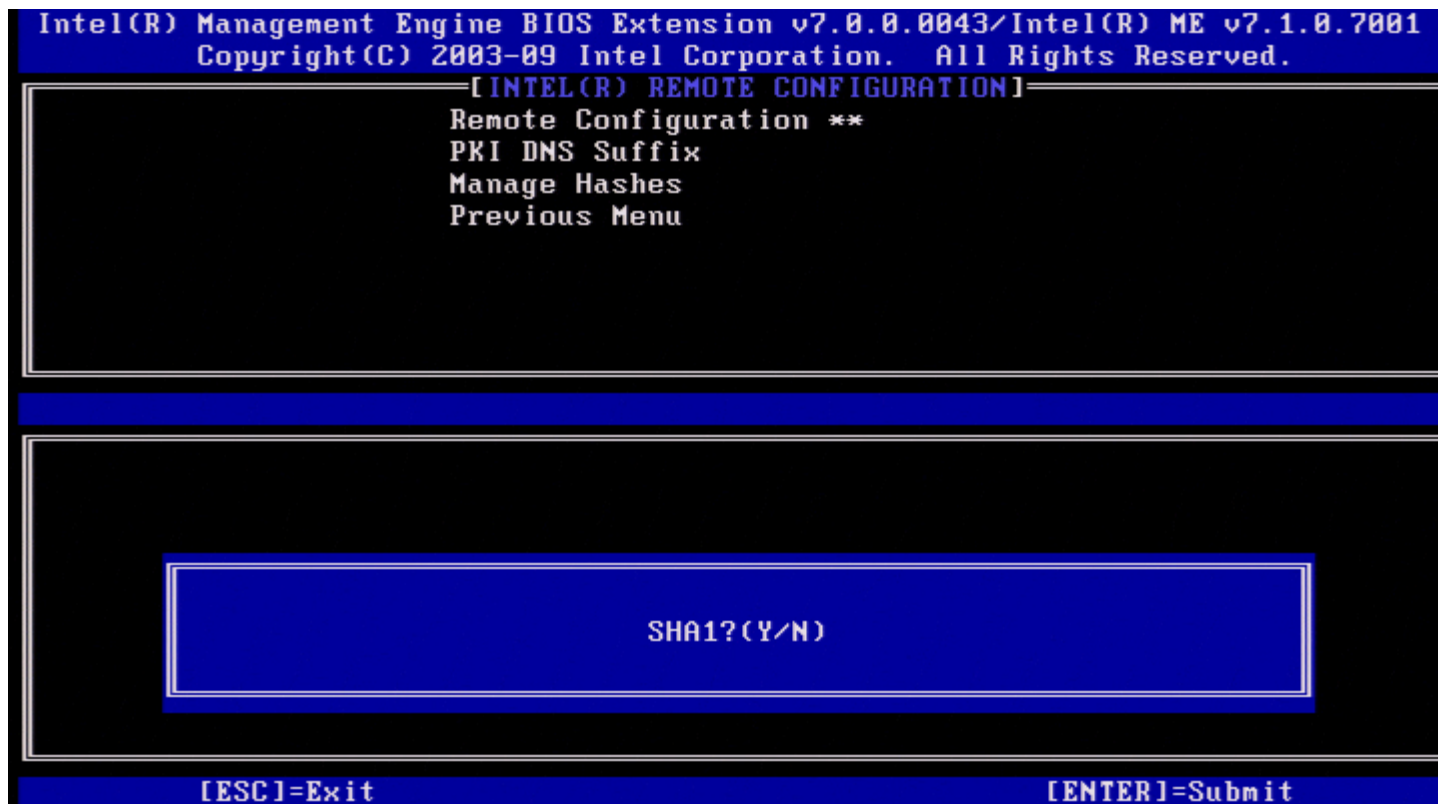 Intel(R) Management Engine BIOS Extension v7.0.0.0043/Intel(R) ME v7.1.0.7001
Copyright(C) 2003-09 Intel Corporation. All Rights Reserved.
[INTEL(R) REMOTE CONFIGURATION]
Remote Configuration **
PKI DNS Suffix
Manage Hashes
Previous Menu
SHA1?(Y/N)
[ESC]=Exit [ENTER]=Submit